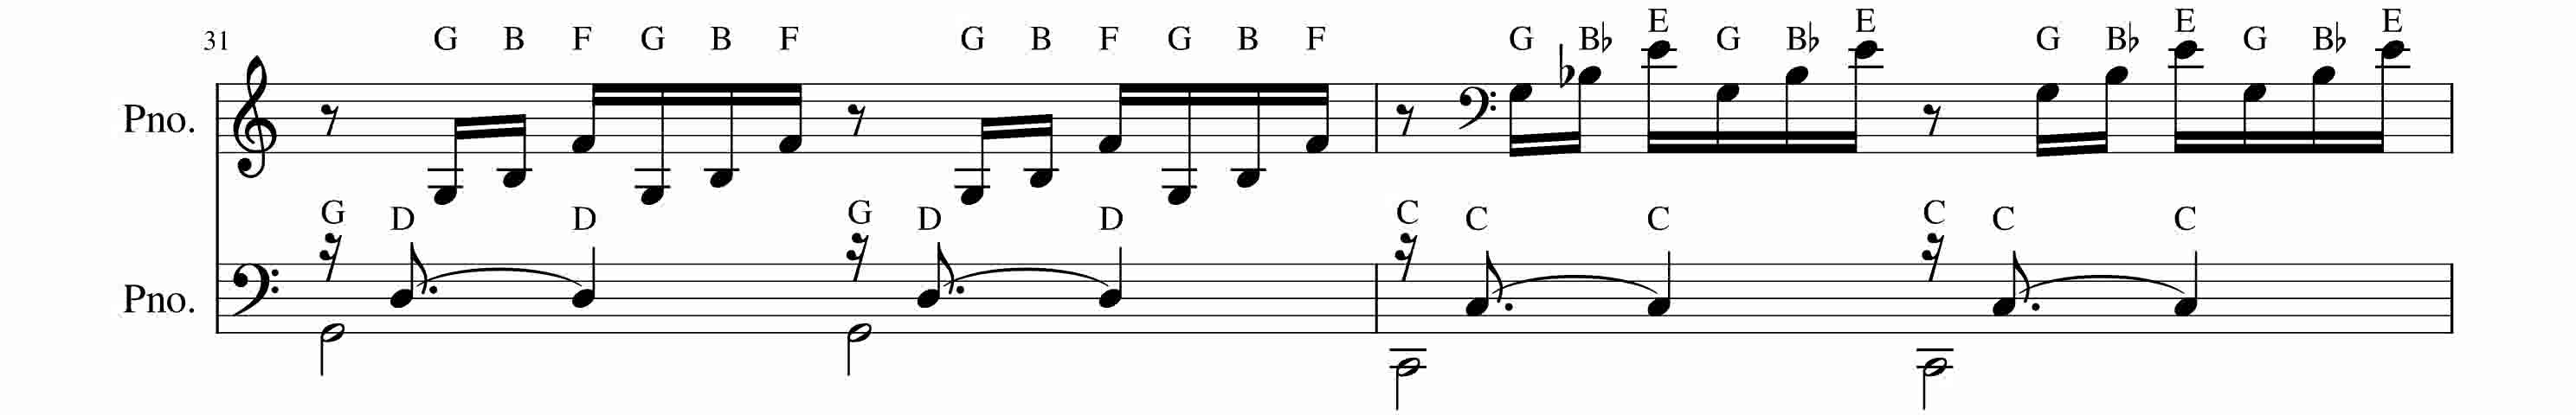 31 G B F G B F G B F G B F G B♭ E G B♭ E G B♭ E G B♭ E
Pno.
G D D G D D C C C C C C
Pno.